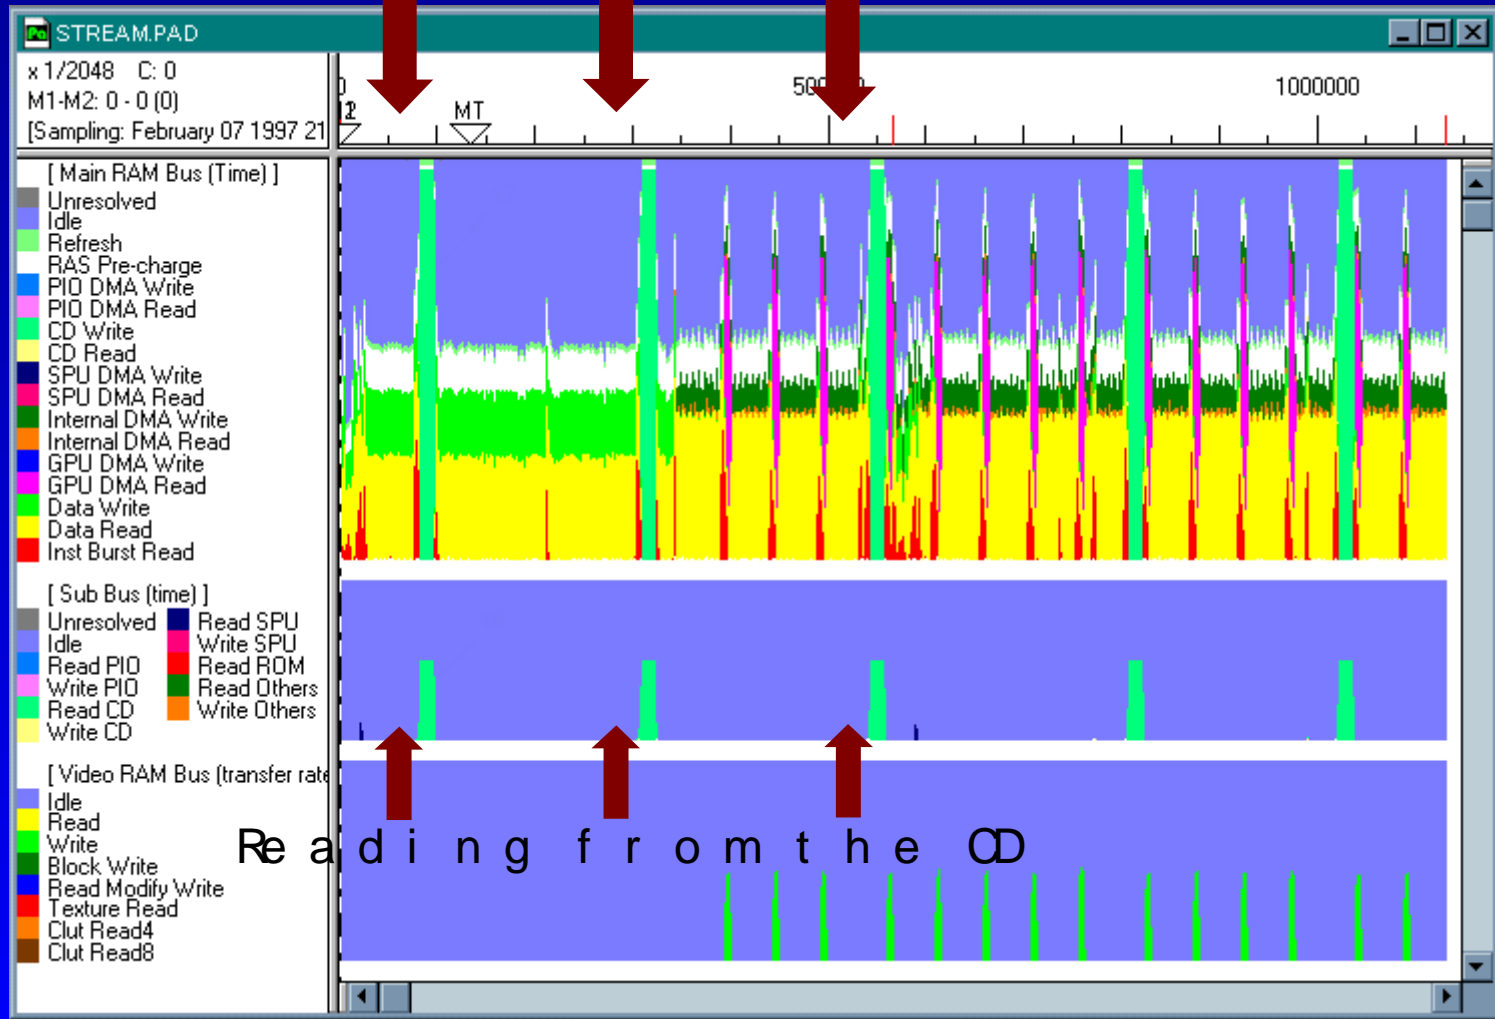 STREAM.PAD
x 1/2048 C: 0
M1-M2: 0 - 0 (0)
[Sampling: February 07 1997 21
0
1000000
MT
[ Main RAM Bus (Time) ]
Unresolved
Idle
Refresh
RAS Pre-charge
PIO DMA Write
PIO DMA Read
CD Write
CD Read
SPU DMA Write
SPU DMA Read
Internal DMA Write
Internal DMA Read
GPU DMA Write
GPU DMA Read
Data Write
Data Read
Inst Burst Read
[ Sub Bus (time) ]
Unresolved Read SPU
Idle Write SPU
Read PIO Read ROM
Write PIO Read Others
Read CD Write Others
Write CD
[ Video RAM Bus (transfer rate
Idle
Read
Write
Block Write
Read Modify Write
Texture Read
Clut Read4
Clut Read8
Reading from the CD